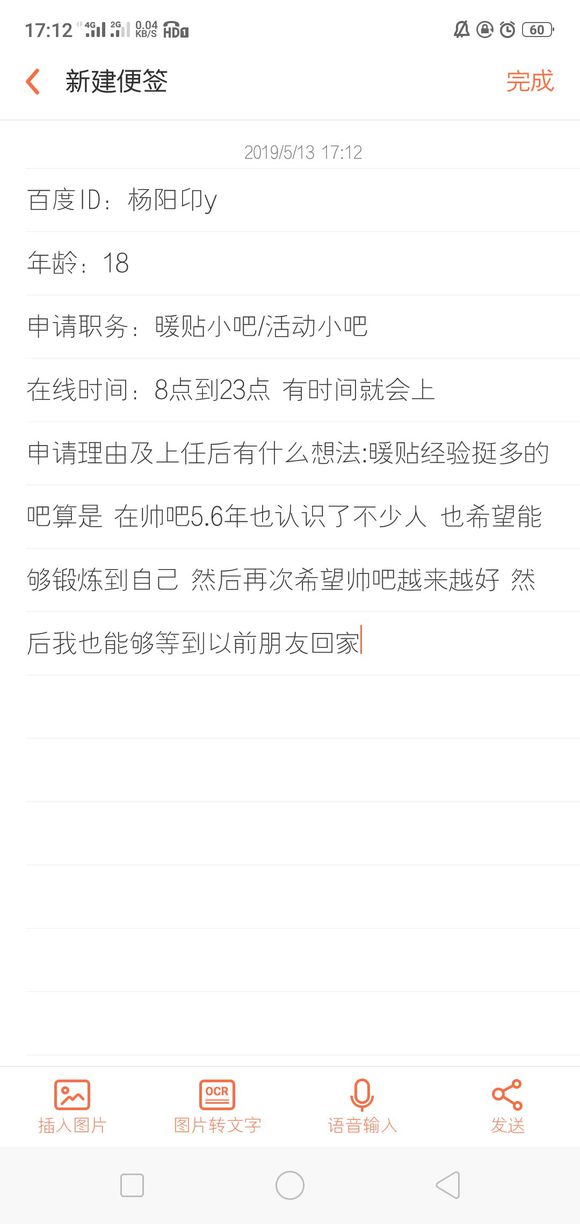 17:12 4G 2G 0.04 KB/S HD1 60
新建便签 完成
2019/5/13 17:12
百度ID：杨阳卬y
年龄：18
申请职务：暖贴小吧/活动小吧
在线时间：8点到23点 有时间就会上
申请理由及上任后有什么想法:暖贴经验挺多的
吧算是 在帅吧5.6年也认识了不少人 也希望能
够锻炼到自己 然后再次希望帅吧越来越好 然
后我也能够等到以前朋友回家
OCR
插入图片 图片转文字 语音输入 发送